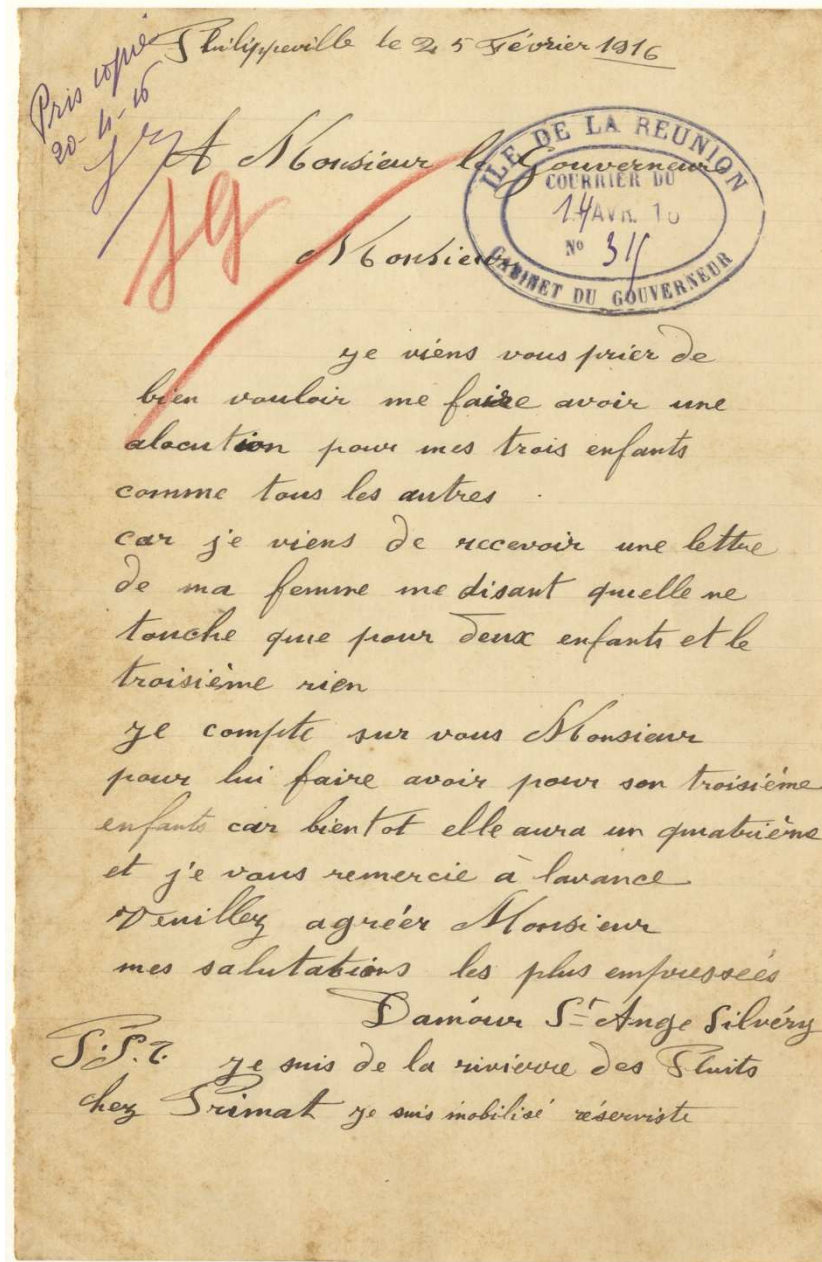 Philippeville le 25 Février 1916
Pris copie
20-4-16
A Monsieur le Gouverneur
ILE DE LA REUNION
COURRIER DU
14 AVR. 16
No 315
CABINET DU GOUVERNEUR
Monsieur
je viens vous prier de
bien vouloir me faire avoir une
alocution pour mes trois enfants
comme tous les autres.
car je viens de recevoir une lettre
de ma femme me disant quelle ne
touche que pour deux enfants et le
troisième rien
je compte sur vous Monsieur
pour lui faire avoir pour son troisième
enfants car bientot elle aura un quatrième
et j'e vous remercie à lavance
Veuillez agréer Monsieur
mes salutations les plus empressées
Damour St Ange Silvéry
je suis de la rivierre des Pluits
chez Primat je suis mobilisé réserviste